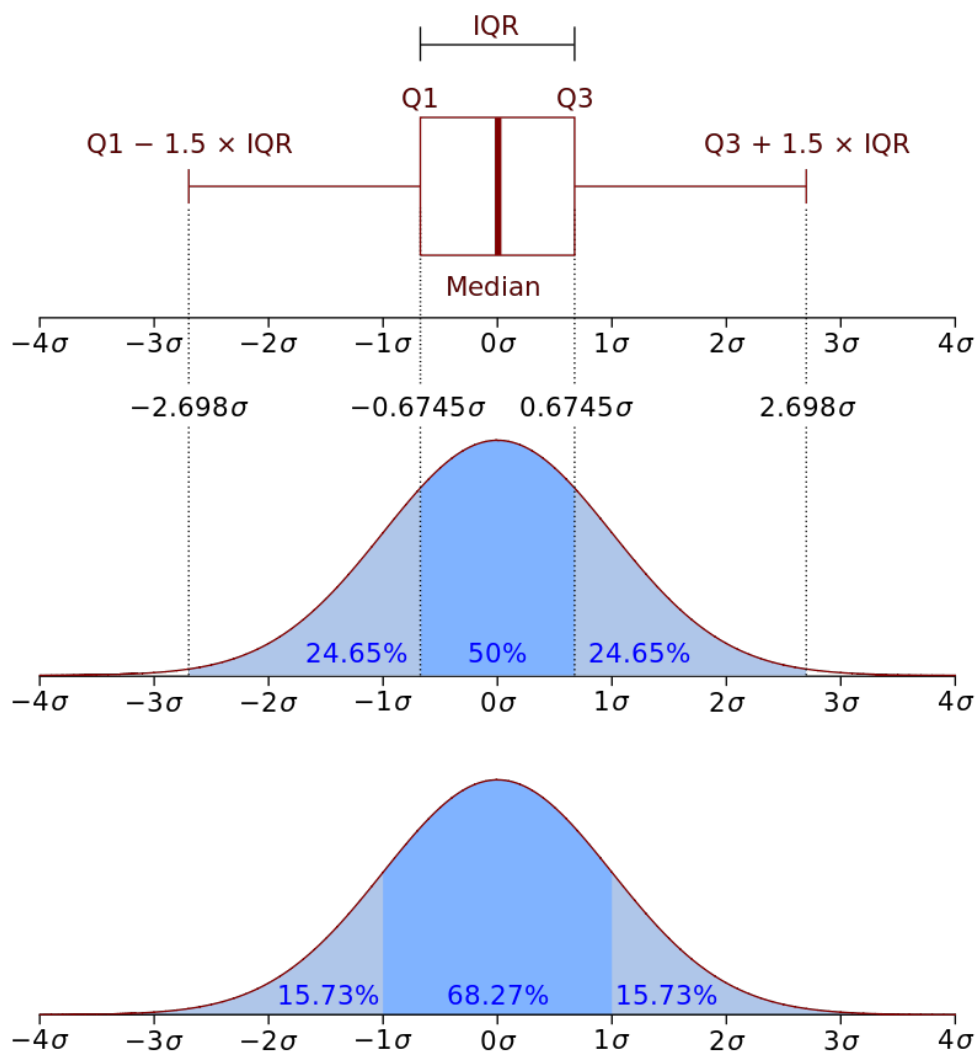 IQR
Q1 Q3
Q1 − 1.5 × IQR Q3 + 1.5 × IQR
Median
−4σ −3σ −2σ −1σ 0σ 1σ 2σ 3σ 4σ
−2.698σ −0.6745σ 0.6745σ 2.698σ
24.65% 50% 24.65%
−4σ −3σ −2σ −1σ 0σ 1σ 2σ 3σ 4σ
15.73% 68.27% 15.73%
−4σ −3σ −2σ −1σ 0σ 1σ 2σ 3σ 4σ